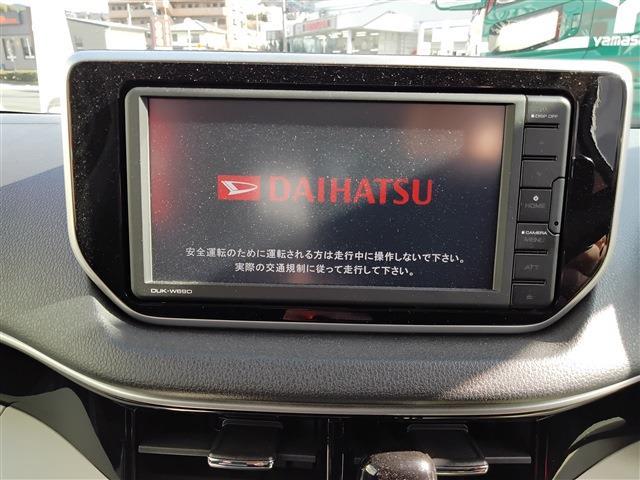 yamas
DISP OFF
DAIHATSU
HOME
安全運転のために運転される方は走行中に操作しないで下さい。
実際の交通規制に従って走行して下さい。
CAMERA
MENU
ATT
DUK-W69D